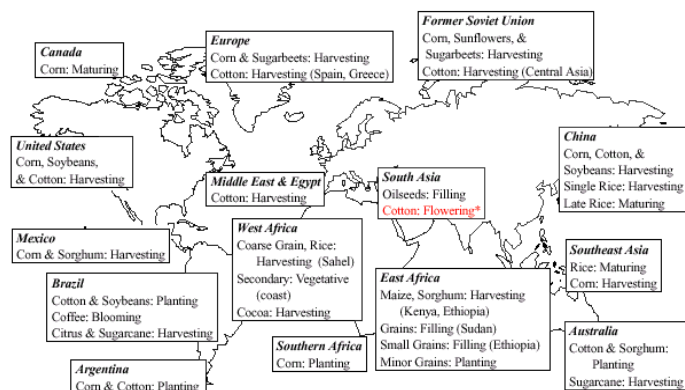 Former Soviet Union
Corn, Sunflowers, &
Sugarbeets: Harvesting
Cotton: Harvesting (Central Asia)
Europe
Corn & Sugarbeets: Harvesting
Cotton: Harvesting (Spain, Greece)
Canada
Corn: Maturing
United States
Corn, Soybeans,
& Cotton: Harvesting
China
Corn, Cotton, &
Soybeans: Harvesting
Single Rice: Harvesting
Late Rice: Maturing
Middle East & Egypt
Cotton: Harvesting
South Asia
Oilseeds: Filling
Cotton: Flowering*
Mexico
Corn & Sorghum: Harvesting
West Africa
Coarse Grain, Rice:
Harvesting (Sahel)
Secondary: Vegetative
(coast)
Cocoa: Harvesting
Southeast Asia
Rice: Maturing
Corn: Harvesting
Brazil
Cotton & Soybeans: Planting
Coffee: Blooming
Citrus & Sugarcane: Harvesting
East Africa
Maize, Sorghum: Harvesting
(Kenya, Ethiopia)
Grains: Filling (Sudan)
Small Grains: Filling (Ethiopia)
Minor Grains: Planting
Southern Africa
Corn: Planting
Australia
Cotton & Sorghum:
Planting
Sugarcane: Harvesting
Argentina
Corn & Cotton: Planting